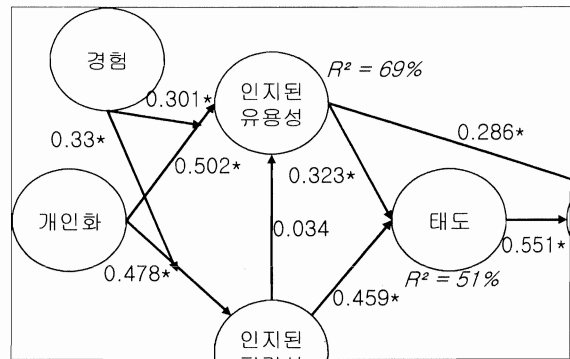 경험
인지된
유용성
R² = 69%
0.301*
0.33*
0.502*
0.286*
0.323*
개인화
0.034
태도
0.551*
0.478*
0.459*
R² = 51%
인지된